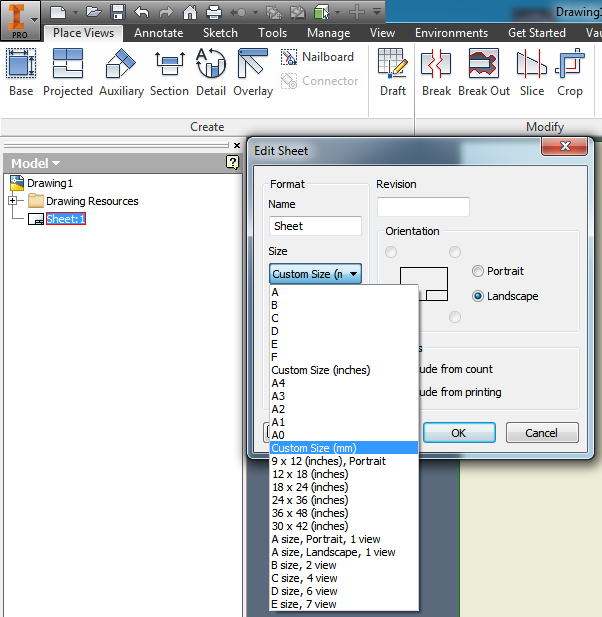 I
PRO
Drawing1
Place Views Annotate Sketch Tools Manage View Environments Get Started Vau
Base Projected Auxiliary Section Detail Overlay
Nailboard
Connector
Draft Break Break Out Slice Crop
Create Modify
Model
Drawing1
Drawing Resources
Sheet:1
Edit Sheet
Format
Name
Sheet
Size
Custom Size (n
A
B
C
D
E
F
Custom Size (inches)
A4
A3
A2
A1
A0
Custom Size (mm)
9 x 12 (inches), Portrait
12 x 18 (inches)
18 x 24 (inches)
24 x 36 (inches)
36 x 48 (inches)
30 x 42 (inches)
A size, Portrait, 1 view
A size, Landscape, 1 view
B size, 2 view
C size, 4 view
D size, 6 view
E size, 7 view
Revision
Orientation
Portrait
Landscape
s
ude from count
ude from printing
OK Cancel